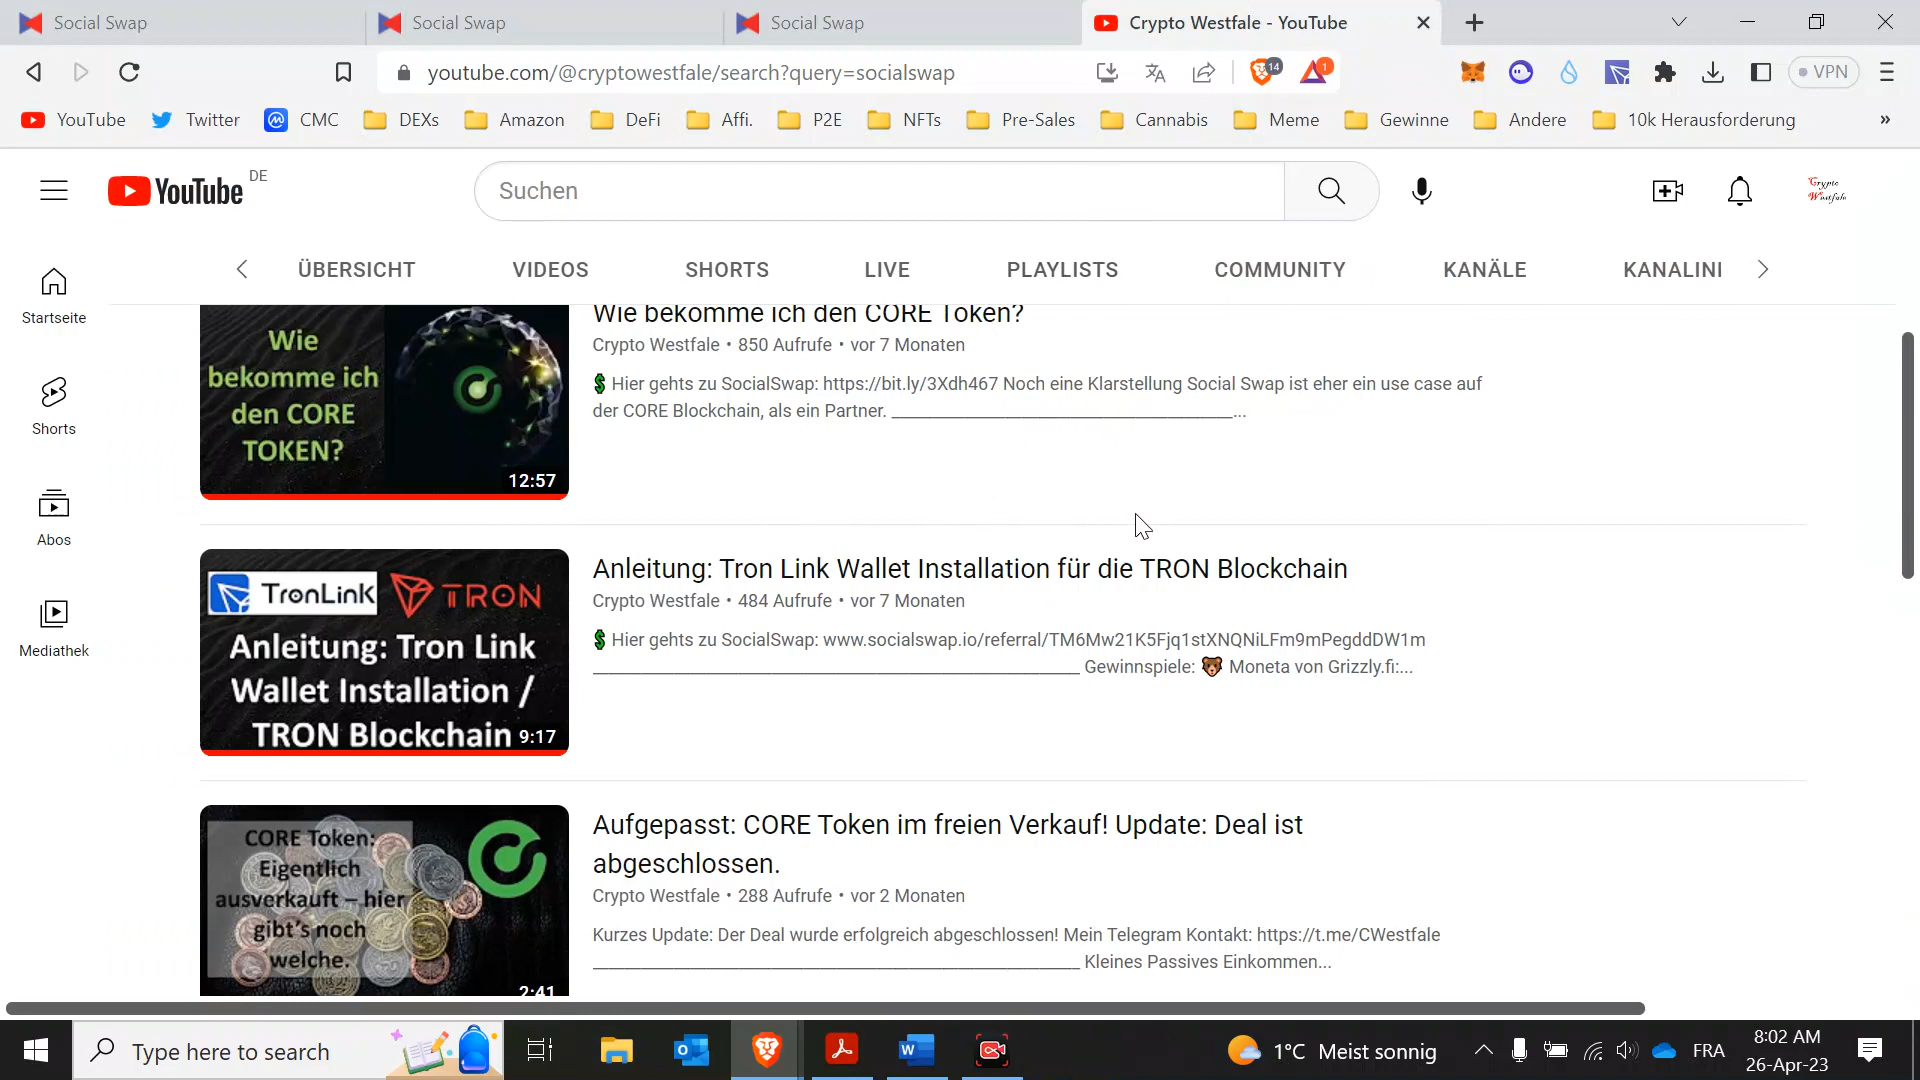 Social Swap
Social Swap
Social Swap
Crypto Westfale - YouTube
youtube.com/@cryptowestfale/search?query=socialswap
14
1
VPN
YouTube
Twitter
CMC
DEXs
Amazon
DeFi
Affi.
P2E
NFTs
Pre-Sales
Cannabis
Meme
Gewinne
Andere
10k Herausforderung
»
YouTube DE
Suchen
Crypto
Westfale
ÜBERSICHT
VIDEOS
SHORTS
LIVE
PLAYLISTS
COMMUNITY
KANÄLE
KANALINI
Startseite
Shorts
Abos
Mediathek
Wie
bekomme ich
den CORE
TOKEN?
12:57
Wie bekomme ich den CORE Token?
Crypto Westfale • 850 Aufrufe • vor 7 Monaten
Hier gehts zu SocialSwap: https://bit.ly/3Xdh467 Noch eine Klarstellung Social Swap ist eher ein use case auf
der CORE Blockchain, als ein Partner. ______________________________________...
TronLink TRON
Anleitung: Tron Link
Wallet Installation /
TRON Blockchain
9:17
Anleitung: Tron Link Wallet Installation für die TRON Blockchain
Crypto Westfale • 484 Aufrufe • vor 7 Monaten
Hier gehts zu SocialSwap: www.socialswap.io/referral/TM6Mw21K5Fjq1stXNQNiLFm9mPegddDW1m
______________________________________________________ Gewinnspiele: 🐻 Moneta von Grizzly.fi:...
CORE Token:
Eigentlich
ausverkauft – hier
gibt's noch
welche.
2:41
Aufgepasst: CORE Token im freien Verkauf! Update: Deal ist
abgeschlossen.
Crypto Westfale • 288 Aufrufe • vor 2 Monaten
Kurzes Update: Der Deal wurde erfolgreich abgeschlossen! Mein Telegram Kontakt: https://t.me/CWestfale
______________________________________________________ Kleines Passives Einkommen...
Type here to search
1°C Meist sonnig
FRA
8:02 AM
26-Apr-23